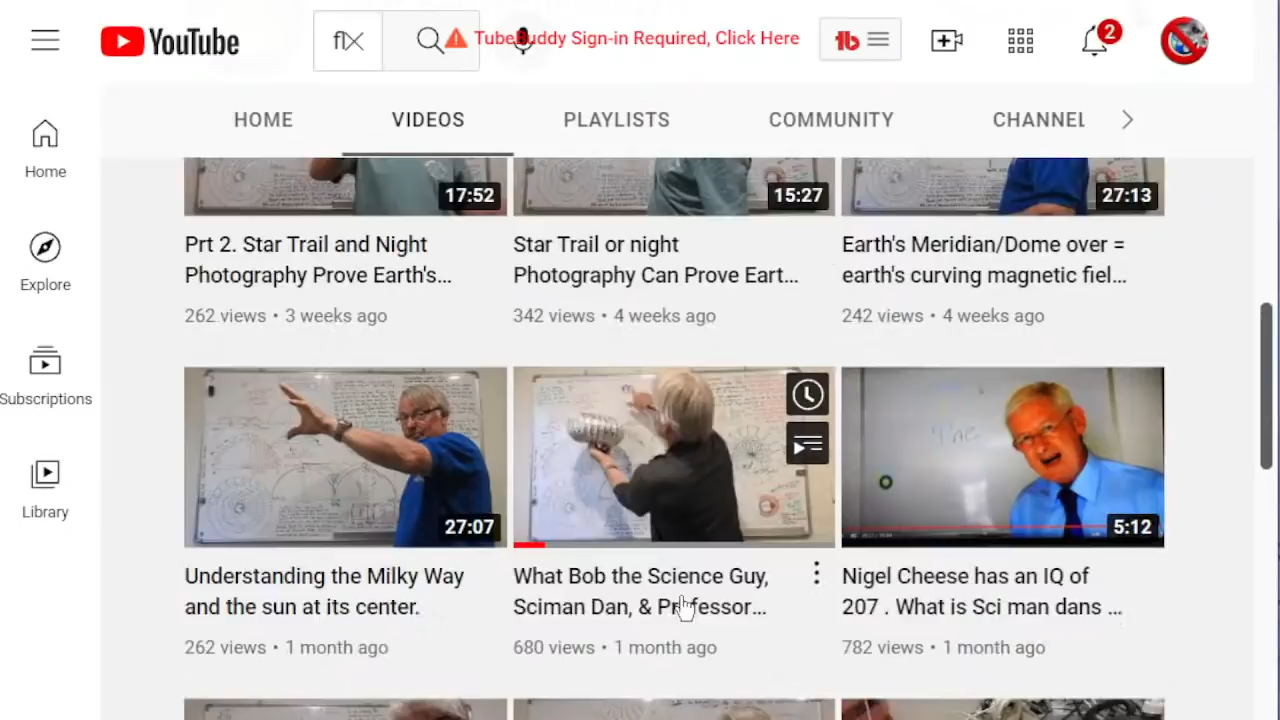 YouTube
fl
TubeBuddy Sign-in Required, Click Here
2
HOME
VIDEOS
PLAYLISTS
COMMUNITY
CHANNEL
Home
Explore
Subscriptions
Library
17:52
15:27
27:13
Prt 2. Star Trail and Night
Photography Prove Earth's...
262 views • 3 weeks ago
Star Trail or night
Photography Can Prove Eart...
342 views • 4 weeks ago
Earth's Meridian/Dome over =
earth's curving magnetic fiel...
242 views • 4 weeks ago
27:07
5:12
Understanding the Milky Way
and the sun at its center.
262 views • 1 month ago
What Bob the Science Guy,
Sciman Dan, & Professor...
680 views • 1 month ago
Nigel Cheese has an IQ of
207 . What is Sci man dans ...
782 views • 1 month ago